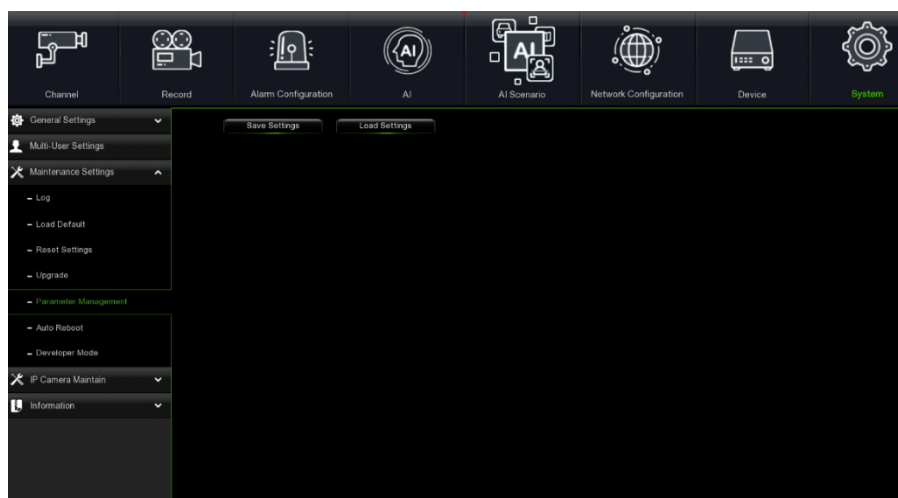 Channel
Record
Alarm Configuration
AI
AI Scenario
Network Configuration
Device
System
General Settings
Multi-User Settings
Maintenance Settings
– Log
– Load Default
– Reset Settings
– Upgrade
– Parameter Management
– Auto Reboot
– Developer Mode
IP Camera Maintain
Information
Save Settings
Load Settings